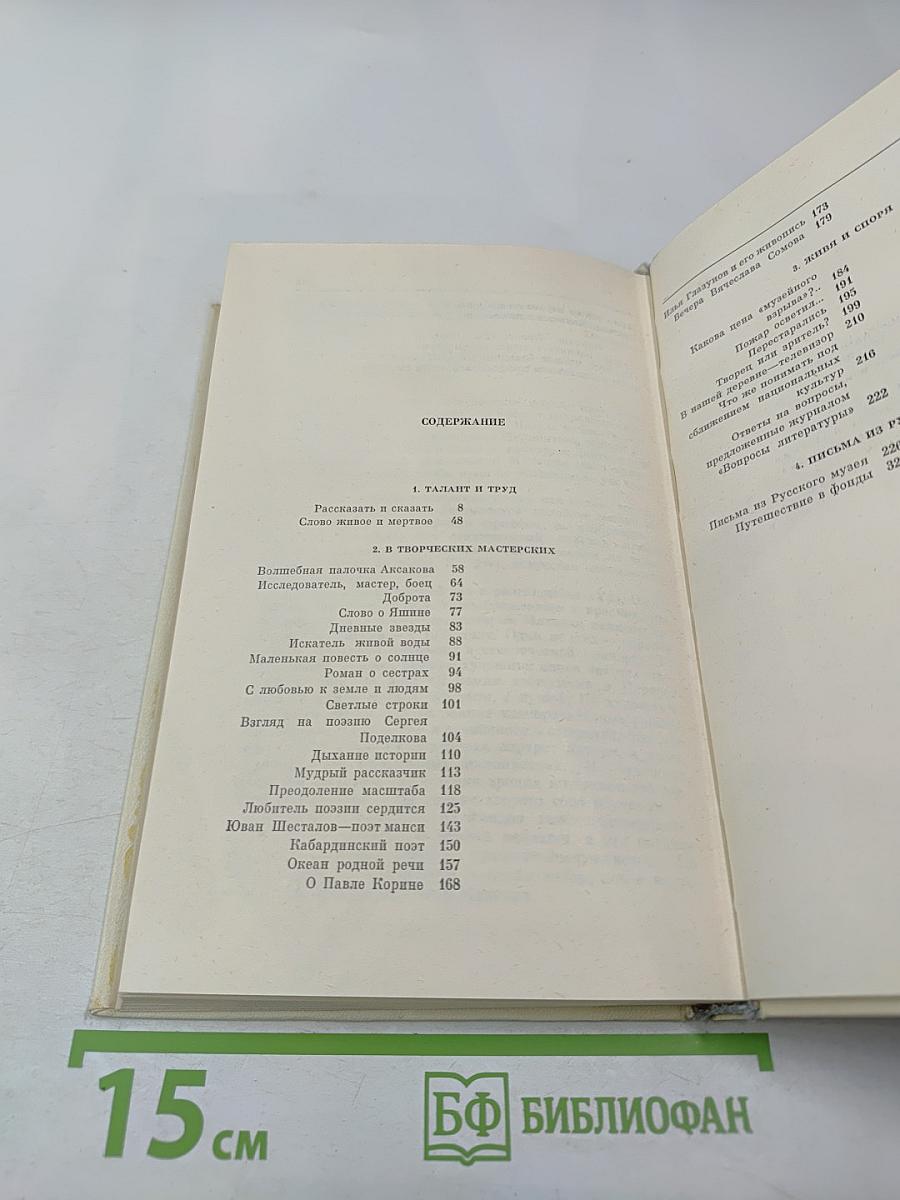 СОДЕРЖАНИЕ
1. ТАЛАНТ И ТРУД
Рассказать и сказать 8
Слово живое и мертвое 48
2. В ТВОРЧЕСКИХ МАСТЕРСКИХ
Волшебная палочка Аксакова 58
Исследователь, мастер, боец 64
Доброта 73
Слово о Яшине 77
Дневные звезды 83
Искатель живой воды 88
Маленькая повесть о солнце 91
Роман о сестрах 94
С любовью к земле и людям 98
Светлые строки 101
Взгляд на поэзию Сергея
Поделкова 104
Дыхание истории 110
Мудрый рассказчик 113
Преодоление масштаба 118
Любитель поэзии сердится 125
Юван Шесталов—поэт манси 143
Кабардинский поэт 150
Океан родной речи 157
О Павле Корине 168
Илья Глазунов и его живопись 173
Вечера Вячеслава Сомова 179
3. ЖИВЯ И СПОРЯ
Какова цена «музейного
взрыва»?.. 184
Пожар осветил... 191
Перестарались 195
Творец или зритель? 199
В нашей деревне—телевизор 210
Что же понимать под
сближением национальных
культур 216
Ответы на вопросы,
предложенные журналом
«Вопросы литературы» 222
4. ПИСЬМА ИЗ
Письма из Русского музея
Путешествие в фонды
15 см
БФ БИБЛИОФАН